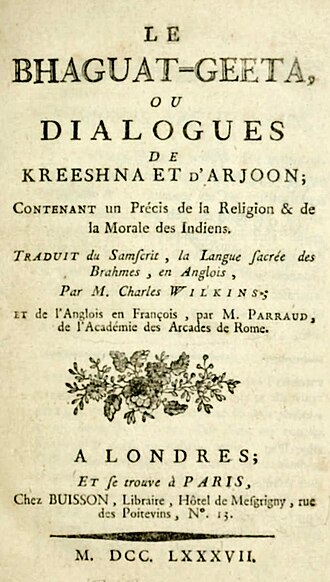 LE
BHAGUAT-GEETA,
OU
DIALOGUES
DE
KREESHNA ET D'ARJOON;
CONTENANT un Précis de la Religion & de
la Morale des Indiens.
TRADUIT du Samscrit, la Langue sacrée des
Brahmes, en Anglois,
Par M. Charles WILKINS;
ET de l'Anglois en François, par M. PARRAUD,
de l'Académie des Arcades de Rome.
A LONDRES;
Et se trouve à PARIS,
Chez BUISSON, Libraire, Hôtel de Mesgrigny, rue
des Poitevins, N°. 13.
M. DCC. LXXXVII.